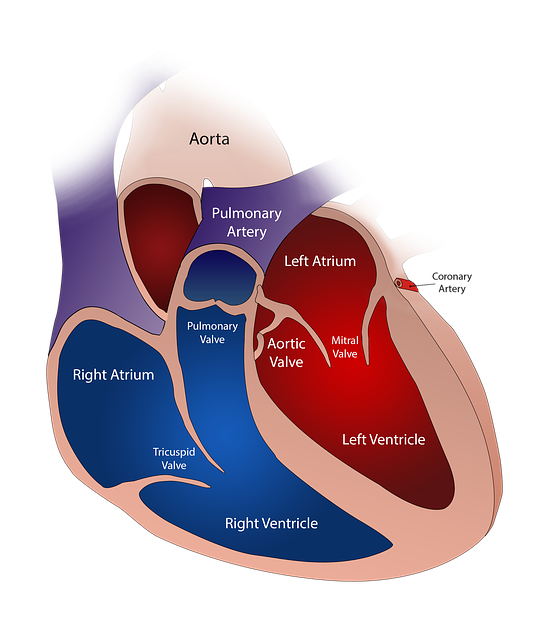 Aorta
Pulmonary
Artery
Left Atrium
Coronary
Artery
Pulmonary
Valve
Aortic
Valve
Mitral
Valve
Right Atrium
Left Ventricle
Tricuspid
Valve
Right Ventricle